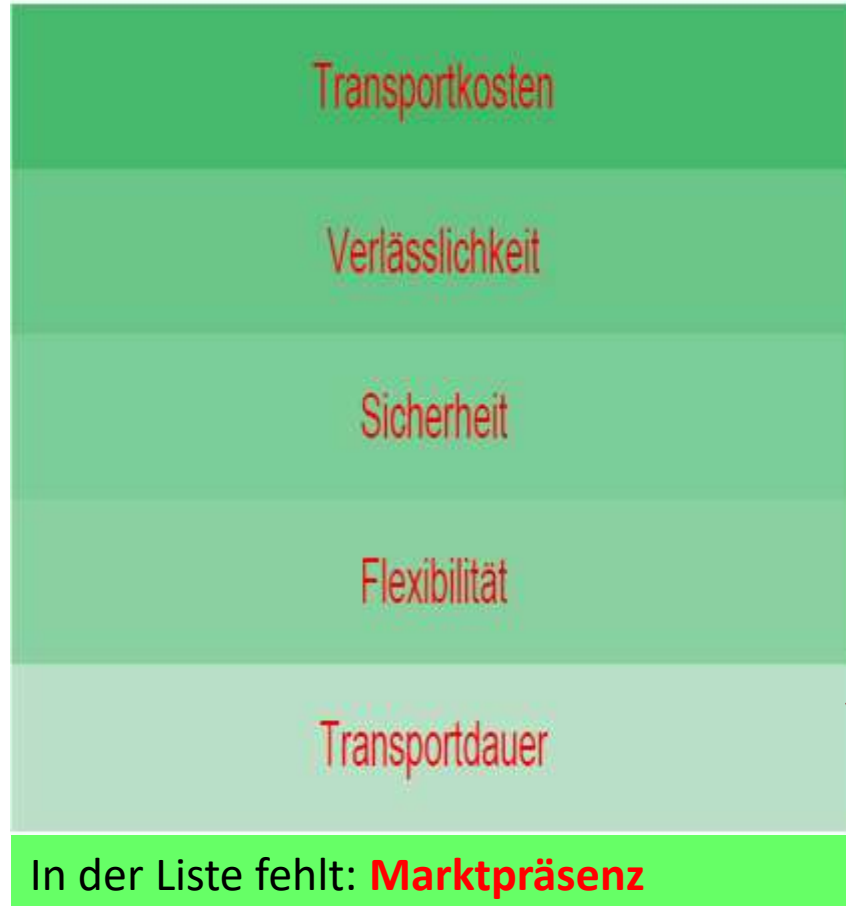 Transportkosten
Verlässlichkeit
Sicherheit
Flexibilität
Transportdauer
In der Liste fehlt: Marktpräsenz